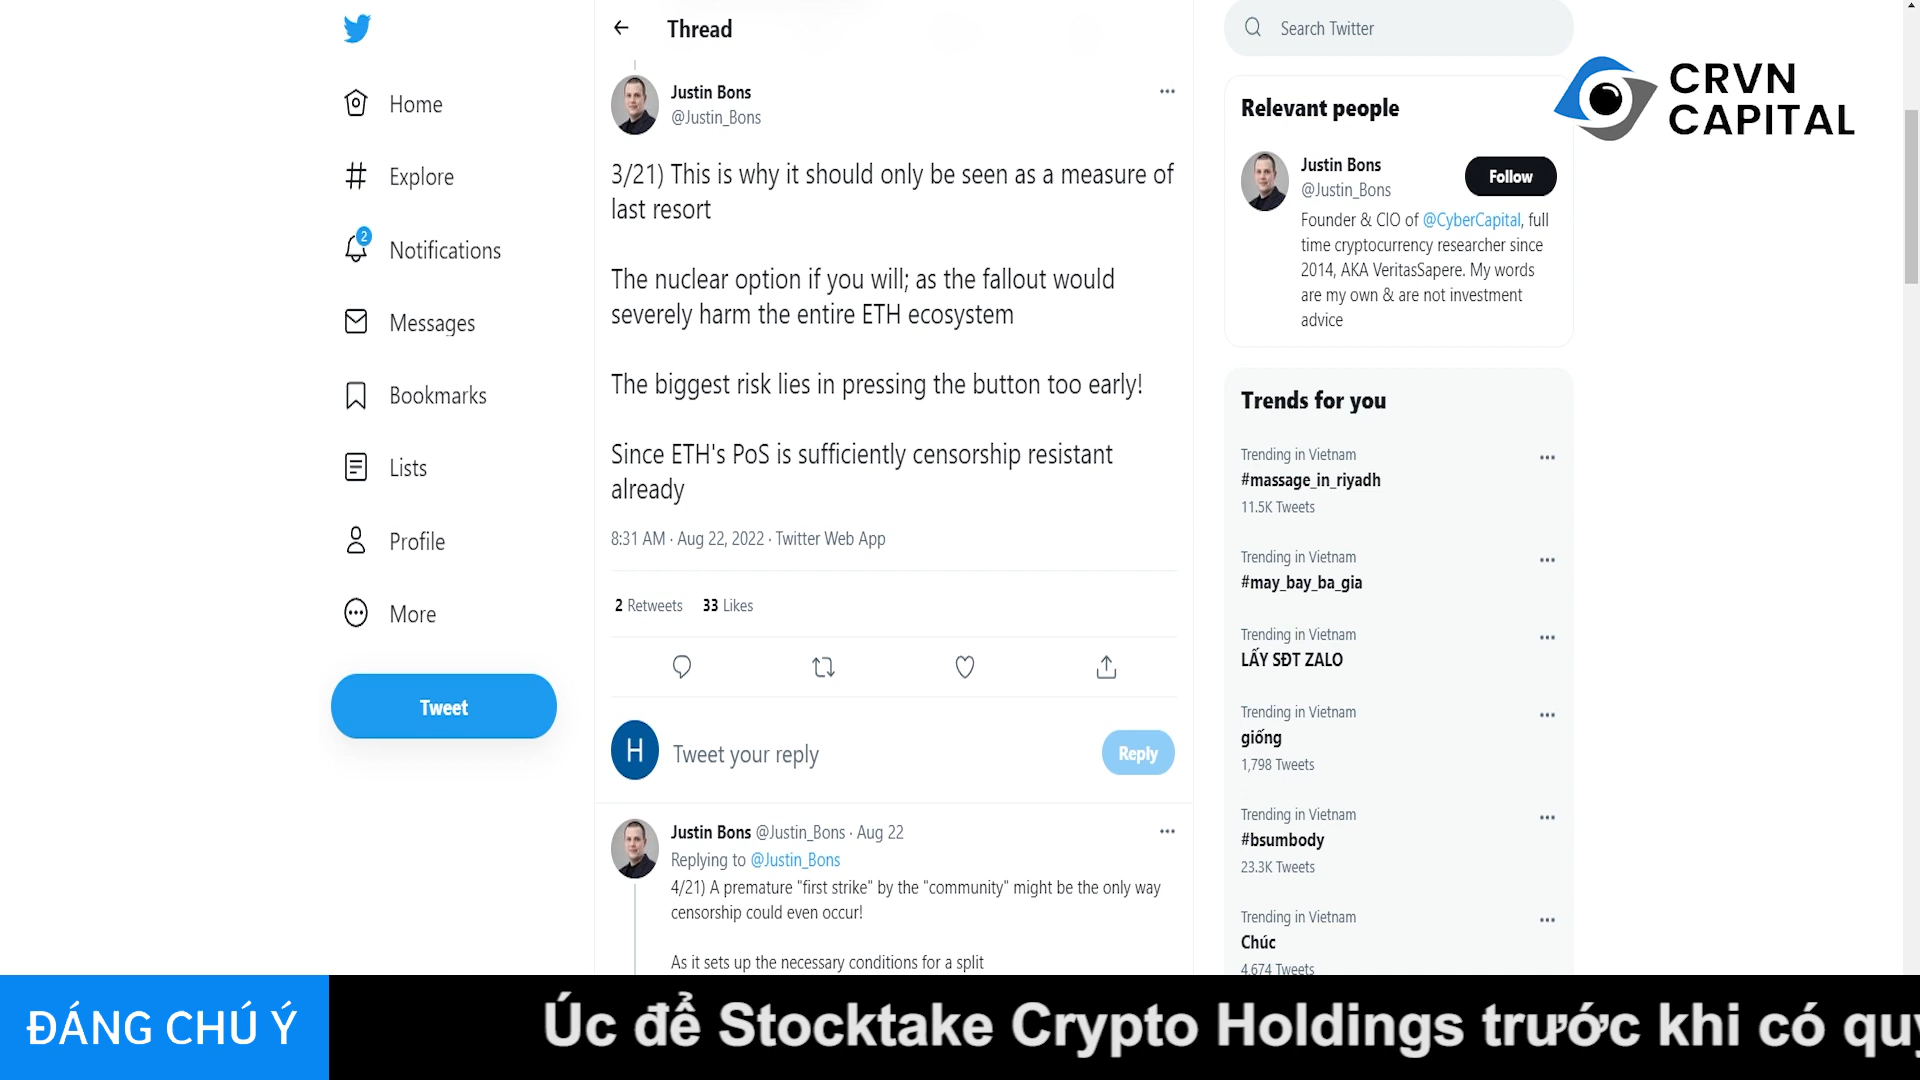 Home
Explore
2
Notifications
Messages
Bookmarks
Lists
Profile
More
Tweet
Thread
Justin Bons
@Justin_Bons
3/21) This is why it should only be seen as a measure of
last resort
The nuclear option if you will; as the fallout would
severely harm the entire ETH ecosystem
The biggest risk lies in pressing the button too early!
Since ETH's PoS is sufficiently censorship resistant
already
8:31 AM · Aug 22, 2022 · Twitter Web App
2 Retweets 33 Likes
H
Tweet your reply
Reply
Justin Bons @Justin_Bons · Aug 22
Replying to @Justin_Bons
4/21) A premature "first strike" by the "community" might be the only way
censorship could even occur!
As it sets up the necessary conditions for a split
Search Twitter
CRVN
CAPITAL
Relevant people
Justin Bons
@Justin_Bons
Follow
Founder & CIO of @CyberCapital, full
time cryptocurrency researcher since
2014, AKA VeritasSapere. My words
are my own & are not investment
advice
Trends for you
Trending in Vietnam
#massage_in_riyadh
11.5K Tweets
Trending in Vietnam
#may_bay_ba_gia
Trending in Vietnam
LẤY SĐT ZALO
Trending in Vietnam
giống
1,798 Tweets
Trending in Vietnam
#bsumbody
23.3K Tweets
Trending in Vietnam
Chúc
4,674 Tweets
ĐÁNG CHÚ Ý
Úc để Stocktake Crypto Holdings trước khi có quy